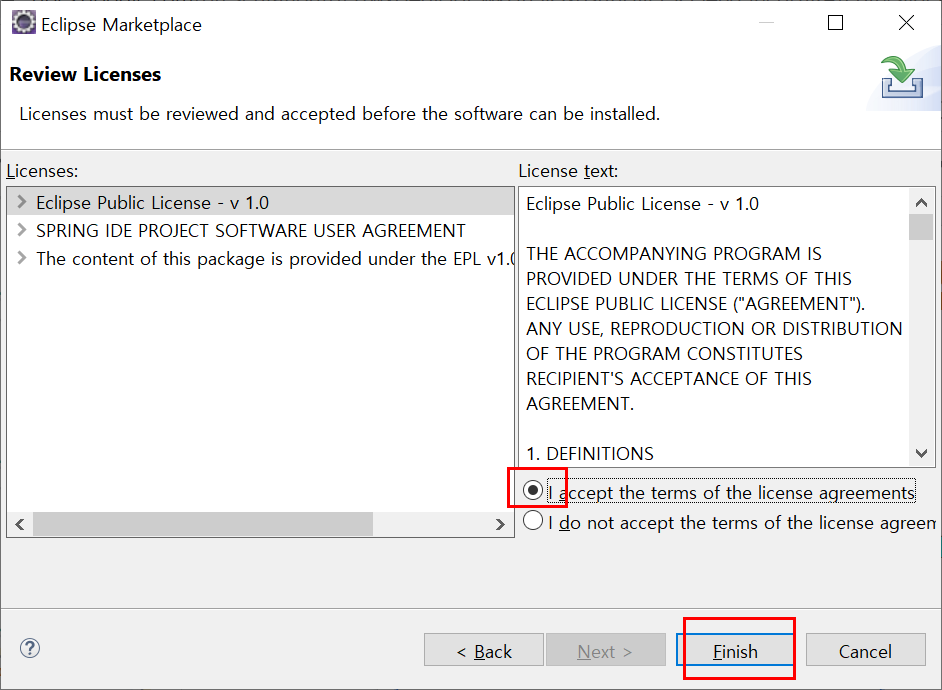 Eclipse Marketplace
Review Licenses
Licenses must be reviewed and accepted before the software can be installed.
Licenses:
Eclipse Public License - v 1.0
SPRING IDE PROJECT SOFTWARE USER AGREEMENT
The content of this package is provided under the EPL v1.0
License text:
Eclipse Public License - v 1.0
THE ACCOMPANYING PROGRAM IS
PROVIDED UNDER THE TERMS OF THIS
ECLIPSE PUBLIC LICENSE ("AGREEMENT").
ANY USE, REPRODUCTION OR DISTRIBUTION
OF THE PROGRAM CONSTITUTES
RECIPIENT'S ACCEPTANCE OF THIS
AGREEMENT.
1. DEFINITIONS
I accept the terms of the license agreements
I do not accept the terms of the license agreem
?
< Back
Next >
Finish
Cancel